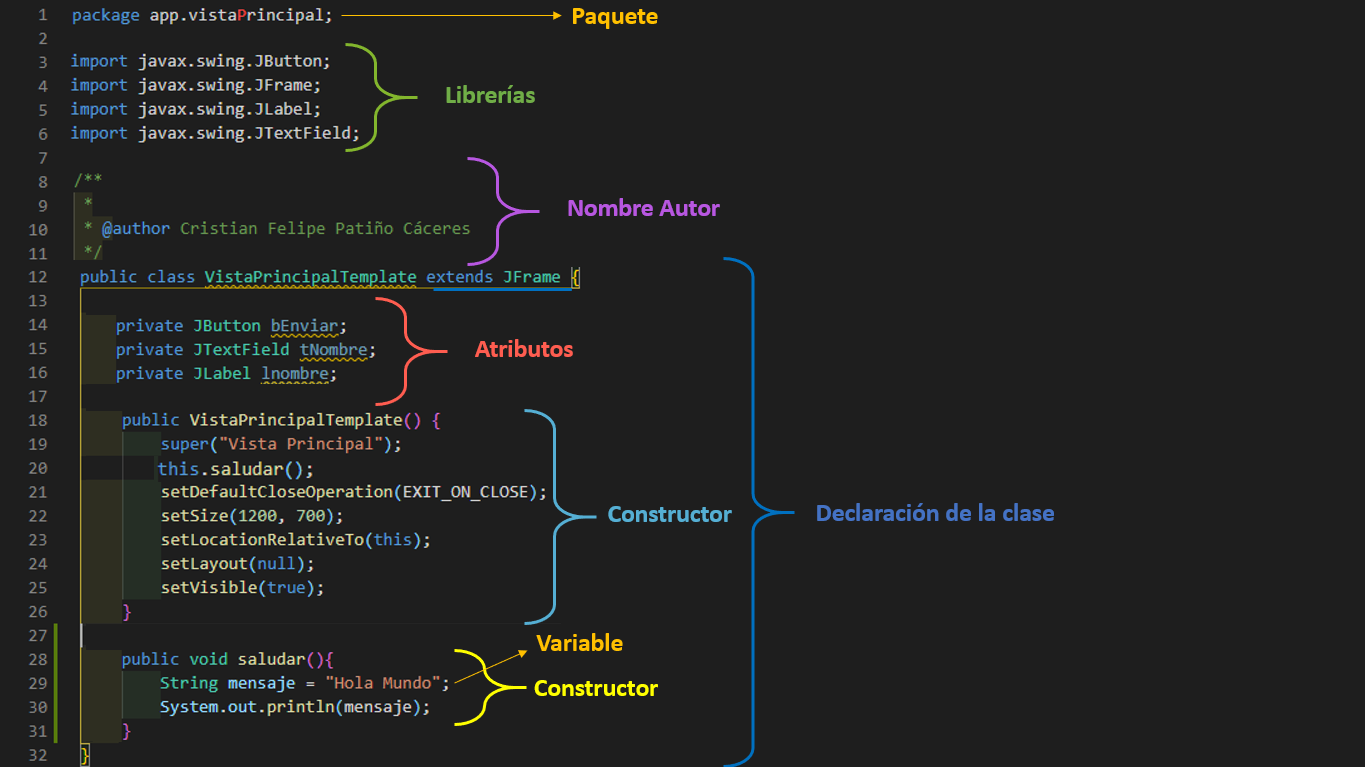 1 package app.vistaPrincipal; Paquete
2
3 import javax.swing.JButton;
4 import javax.swing.JFrame;
Librerías
5 import javax.swing.JLabel;
6 import javax.swing.JTextField;
7
8 /**
9 *
Nombre Autor
10 * @author Cristian Felipe Patiño Cáceres
11 */
12 public class VistaPrincipalTemplate extends JFrame {
13
14 private JButton bEnviar;
15 private JTextField tNombre; Atributos
16 private JLabel lnombre;
17
18 public VistaPrincipalTemplate() {
19 super("Vista Principal");
20 this.saludar();
21 setDefaultCloseOperation(EXIT_ON_CLOSE);
22 setSize(1200, 700); Constructor Declaración de la clase
23 setLocationRelativeTo(this);
24 setLayout(null);
25 setVisible(true);
26 }
27
Variable
28 public void saludar(){
29 String mensaje = "Hola Mundo"; Constructor
30 System.out.println(mensaje);
31 }
32 }